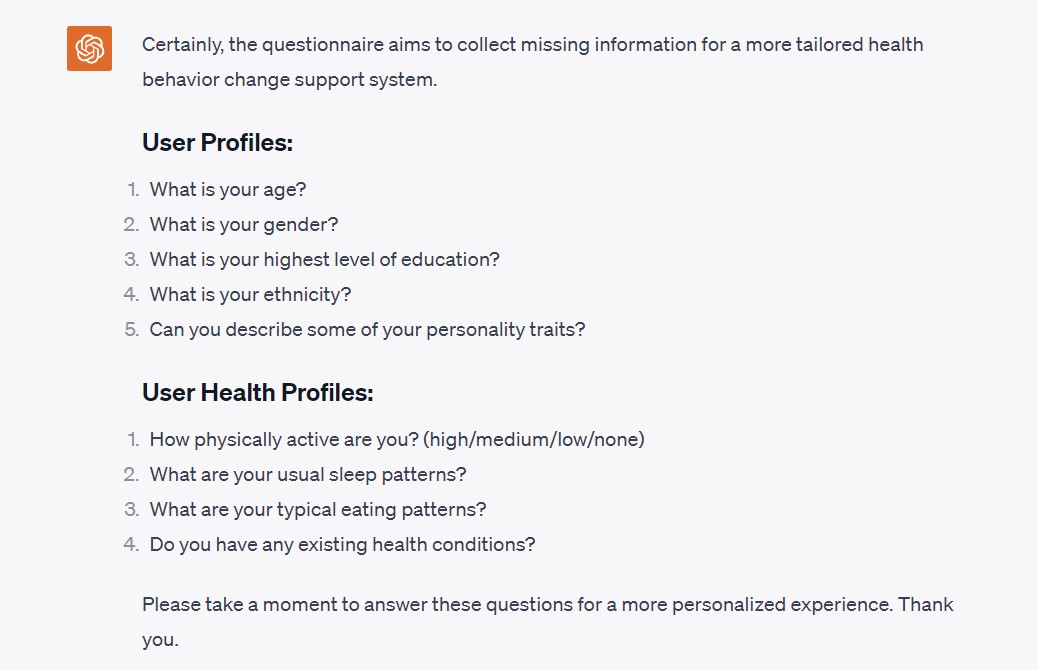 Certainly, the questionnaire aims to collect missing information for a more tailored health
behavior change support system.
User Profiles:
1. What is your age?
2. What is your gender?
3. What is your highest level of education?
4. What is your ethnicity?
5. Can you describe some of your personality traits?
User Health Profiles:
1. How physically active are you? (high/medium/low/none)
2. What are your usual sleep patterns?
3. What are your typical eating patterns?
4. Do you have any existing health conditions?
Please take a moment to answer these questions for a more personalized experience. Thank
you.